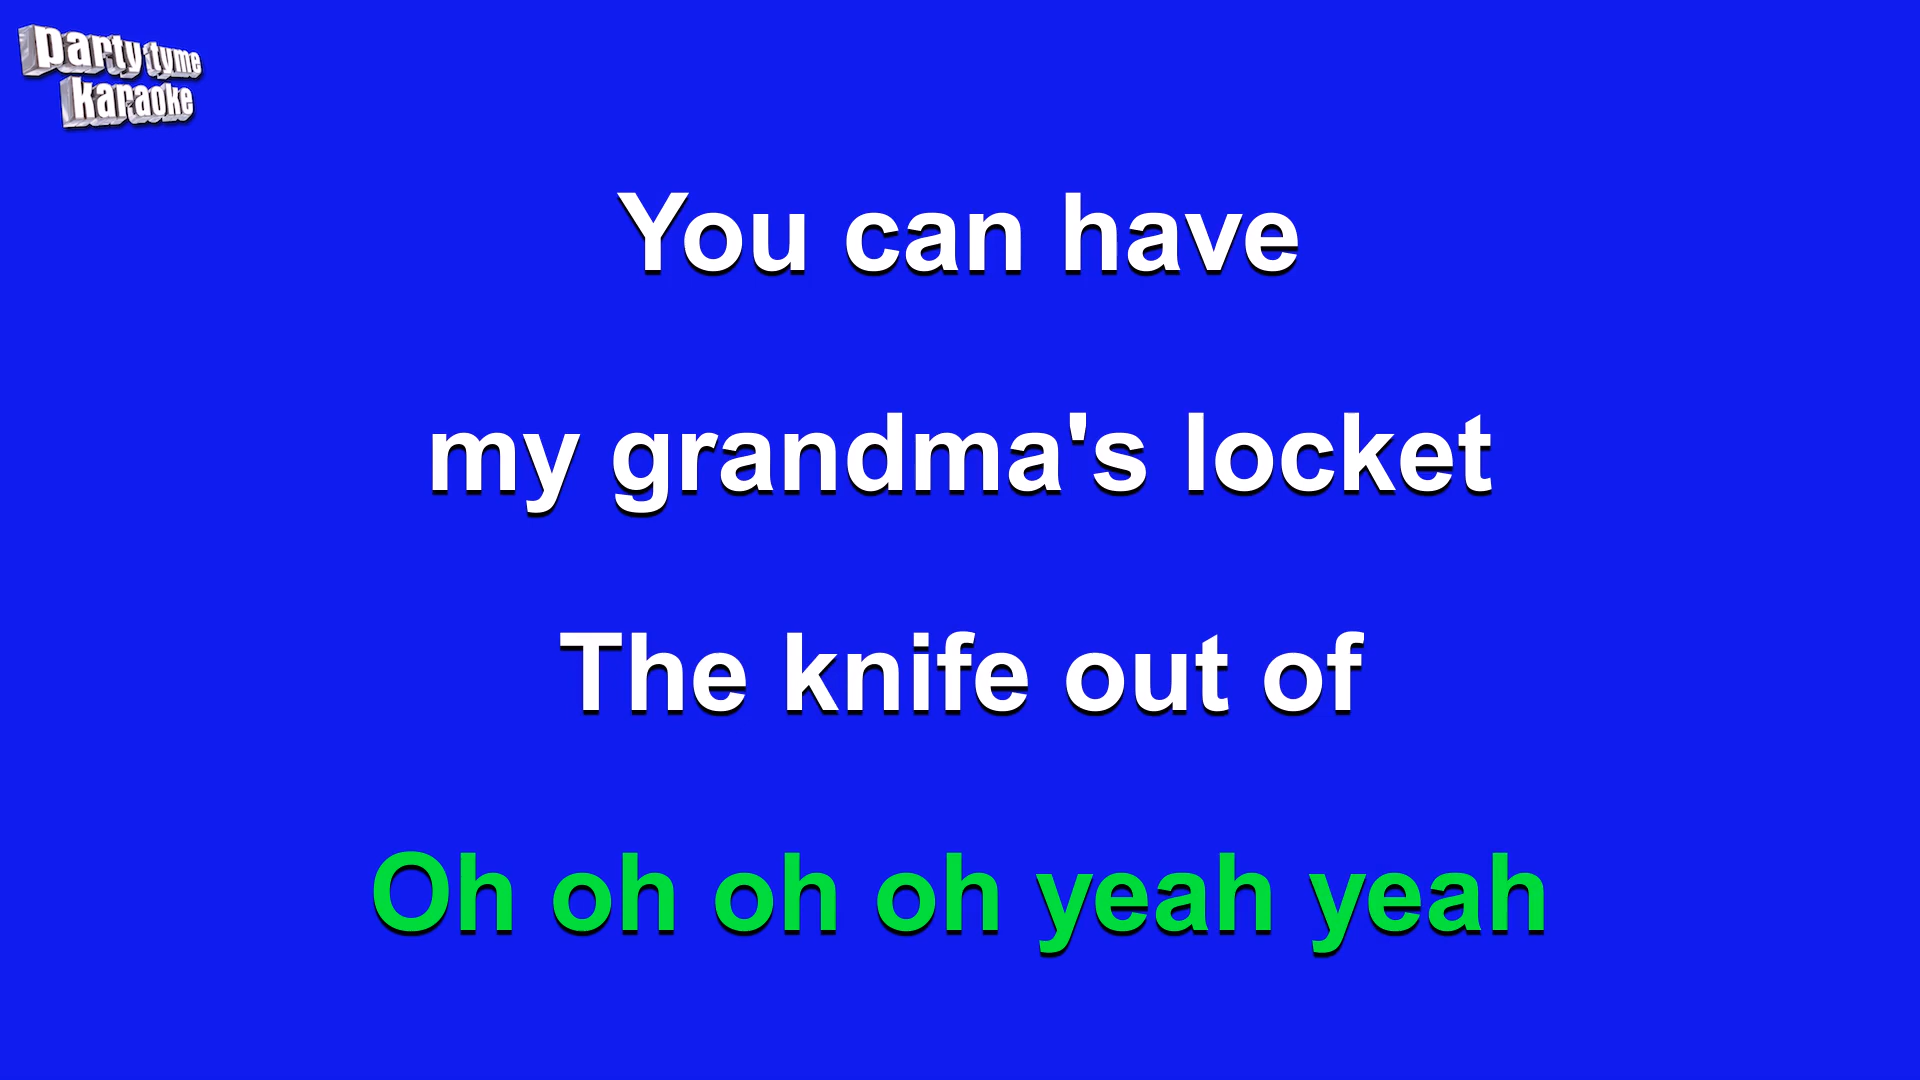 party tyme
karaoke
You can have
my grandma's locket
The knife out of
Oh oh oh oh yeah yeah